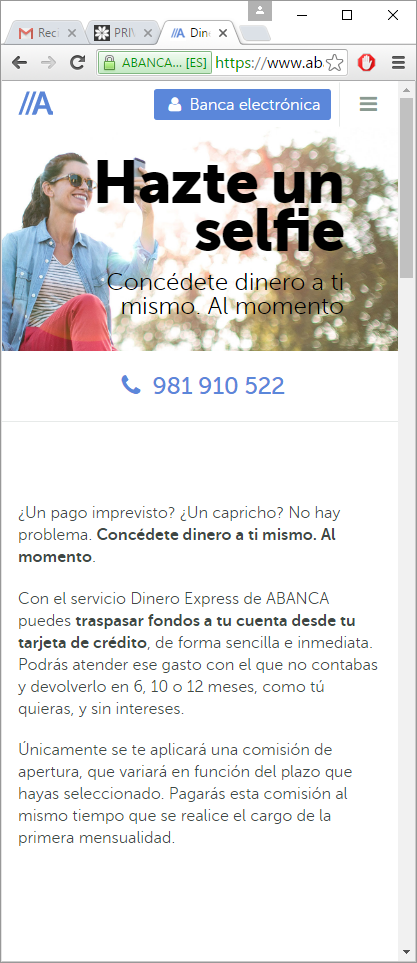 Reci
PRIV
Dine
ABANCA... [ES]
https://www.ab
//A
Banca electrónica
Hazte un
selfie
Concédete dinero a ti
mismo. Al momento
981 910 522
¿Un pago imprevisto? ¿Un capricho? No hay
problema. Concédete dinero a ti mismo. Al
momento.
Con el servicio Dinero Express de ABANCA
puedes traspasar fondos a tu cuenta desde tu
tarjeta de crédito, de forma sencilla e inmediata.
Podrás atender ese gasto con el que no contabas
y devolverlo en 6, 10 o 12 meses, como tú
quieras, y sin intereses.
Únicamente se te aplicará una comisión de
apertura, que variará en función del plazo que
hayas seleccionado. Pagarás esta comisión al
mismo tiempo que se realice el cargo de la
primera mensualidad.